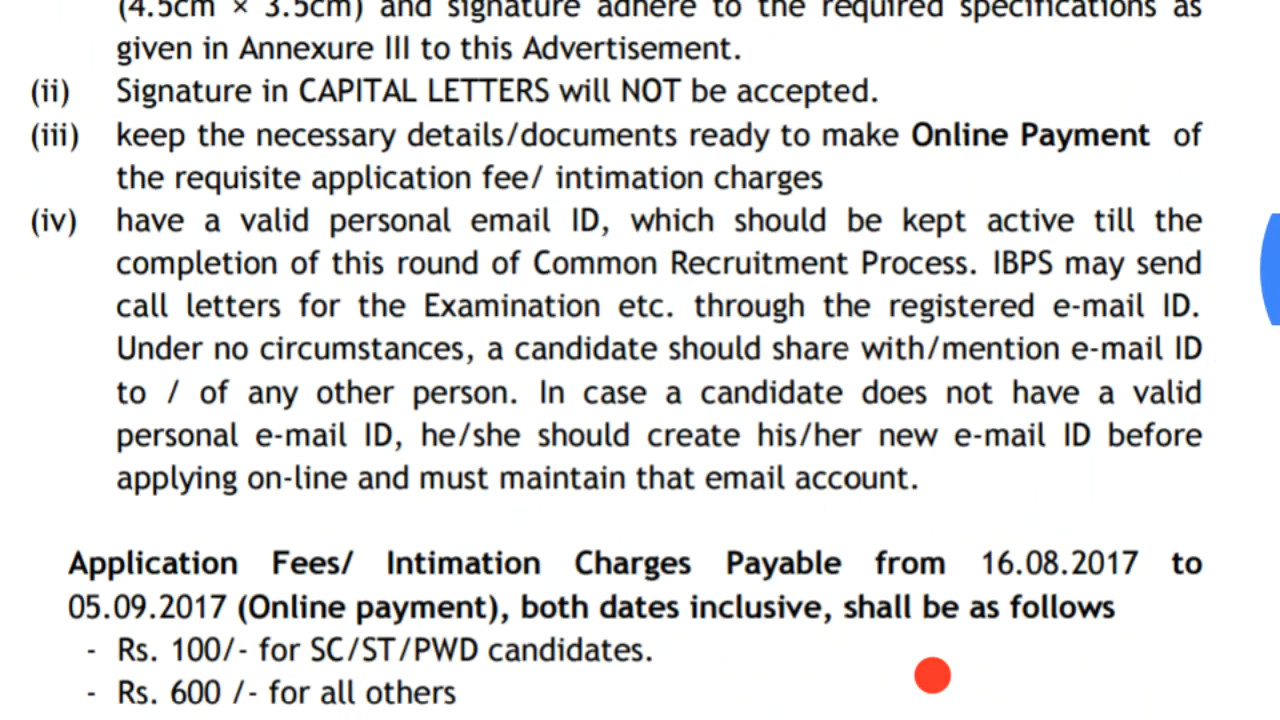 (4.5cm × 3.5cm) and signature adhere to the required specifications as
given in Annexure III to this Advertisement.
(ii) Signature in CAPITAL LETTERS will NOT be accepted.
(iii) keep the necessary details/documents ready to make Online Payment of
the requisite application fee/ intimation charges
(iv) have a valid personal email ID, which should be kept active till the
completion of this round of Common Recruitment Process. IBPS may send
call letters for the Examination etc. through the registered e-mail ID.
Under no circumstances, a candidate should share with/mention e-mail ID
to / of any other person. In case a candidate does not have a valid
personal e-mail ID, he/she should create his/her new e-mail ID before
applying on-line and must maintain that email account.
Application Fees/ Intimation Charges Payable from 16.08.2017 to
05.09.2017 (Online payment), both dates inclusive, shall be as follows
- Rs. 100/- for SC/ST/PWD candidates.
- Rs. 600 /- for all others